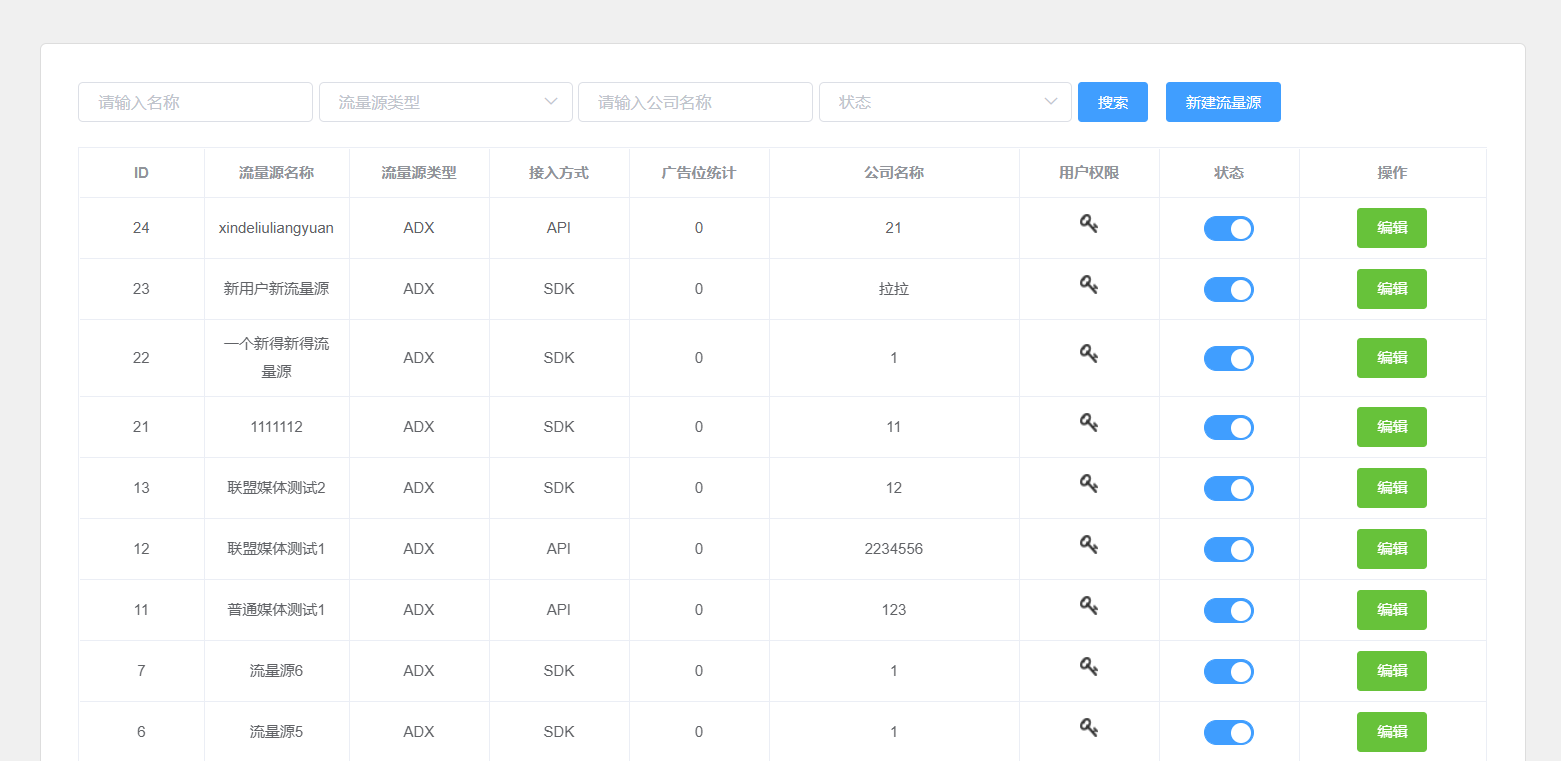 请输入名称 流量源类型 请输入公司名称 状态 搜索 新建流量源
ID 流量源名称 流量源类型 接入方式 广告位统计 公司名称 用户权限 状态 操作
24 xindeliuliangyuan ADX API 0 21 编辑
23 新用户新流量源 ADX SDK 0 拉拉 编辑
一个新得新得流
22 ADX SDK 0 1 编辑
量源
21 1111112 ADX SDK 0 11 编辑
13 联盟媒体测试2 ADX SDK 0 12 编辑
12 联盟媒体测试1 ADX API 0 2234556 编辑
11 普通媒体测试1 ADX API 0 123 编辑
7 流量源6 ADX SDK 0 1 编辑
6 流量源5 ADX SDK 0 1 编辑